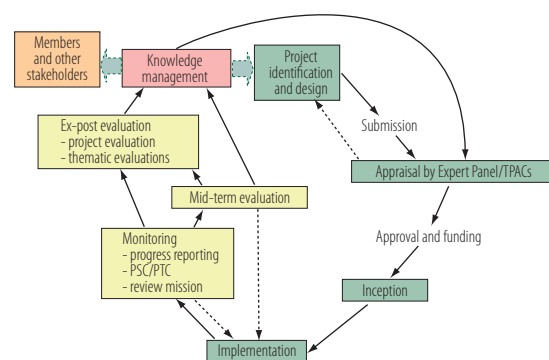 Members
and other
stakeholders
Knowledge
management
Project
identification
and design
Submission
Ex-post evaluation
- project evaluation
- thematic evaluations
Appraisal by Expert Panel/TPACs
Mid-term evaluation
Approval and funding
Monitoring
- progress reporting
- PSC/PTC
- review mission
Inception
Implementation